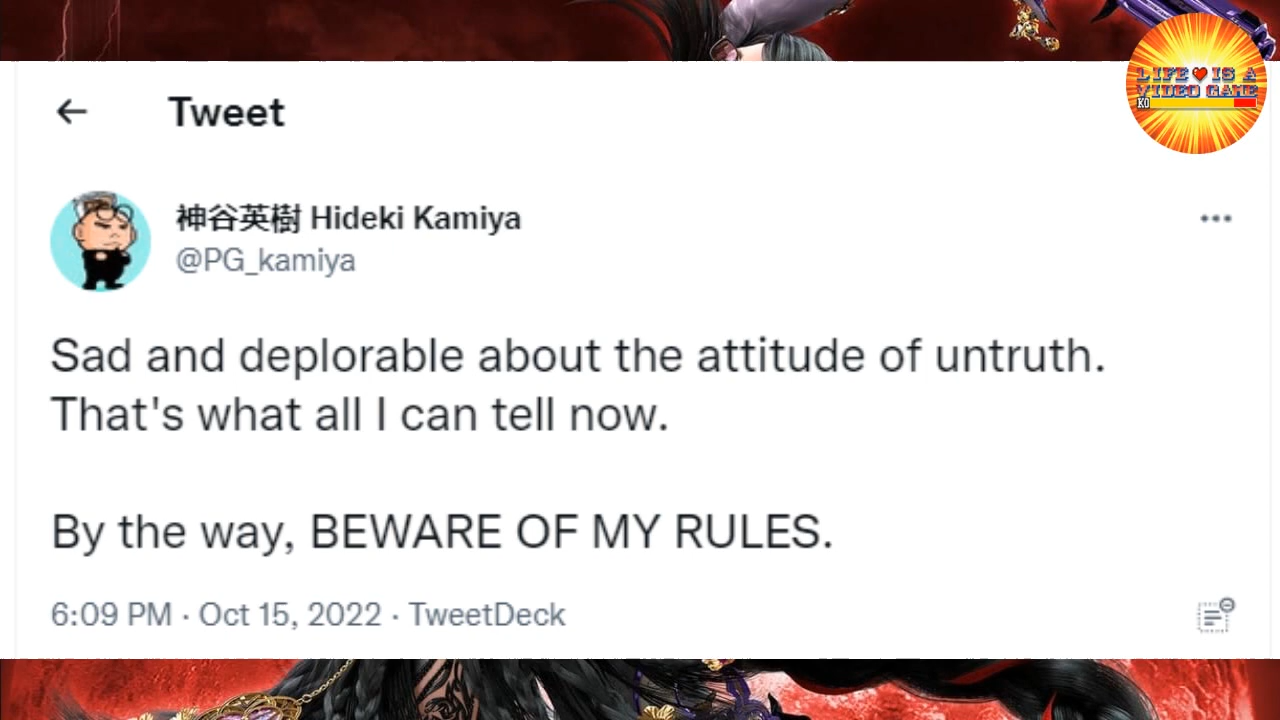 LIFE IS A
VIDEO GAME
KO
Tweet
神谷英樹 Hideki Kamiya
@PG_kamiya
Sad and deplorable about the attitude of untruth.
That's what all I can tell now.
By the way, BEWARE OF MY RULES.
6:09 PM · Oct 15, 2022 · TweetDeck